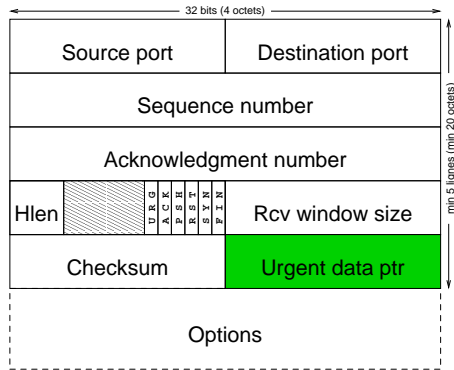 32 bits (4 octets)
Source port
Destination port
Sequence number
Acknowledgment number
Hlen
URG
ACK
PSH
RST
SYN
FIN
Rcv window size
Checksum
Urgent data ptr
Options
min 5 lignes (min 20 octets)